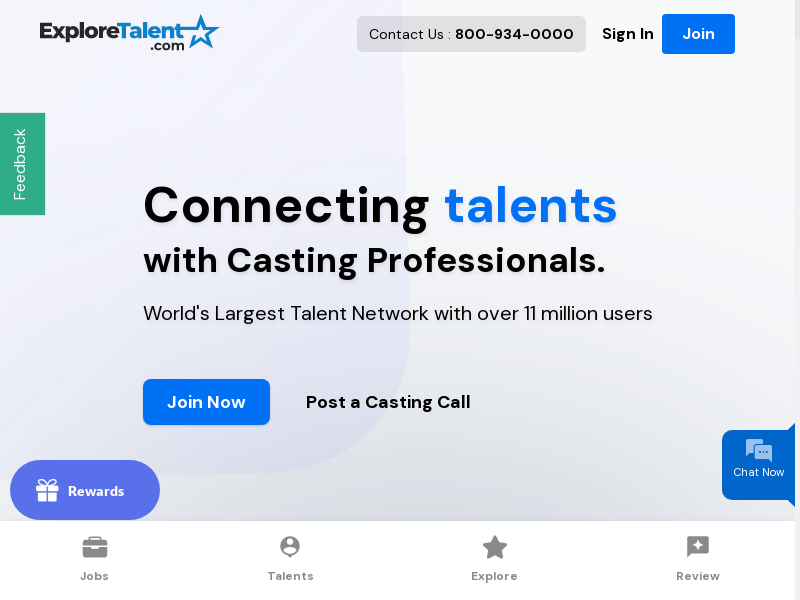 ExploreTalent
.com
Contact Us : 800-934-0000
Sign In
Join
Feedback
Connecting talents
with Casting Professionals.
World's Largest Talent Network with over 11 million users
Join Now
Post a Casting Call
Chat Now
Rewards
Jobs
Talents
Explore
Review